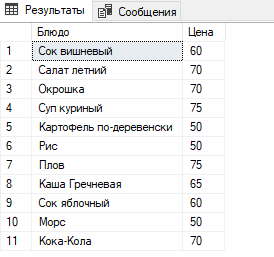 Результаты Сообщения
Блюдо Цена
1 Сок вишневый 60
2 Салат летний 70
3 Окрошка 70
4 Суп куриный 75
5 Картофель по-деревенски 50
6 Рис 50
7 Плов 75
8 Каша Гречневая 65
9 Сок яблочный 60
10 Морс 50
11 Кока-Кола 70